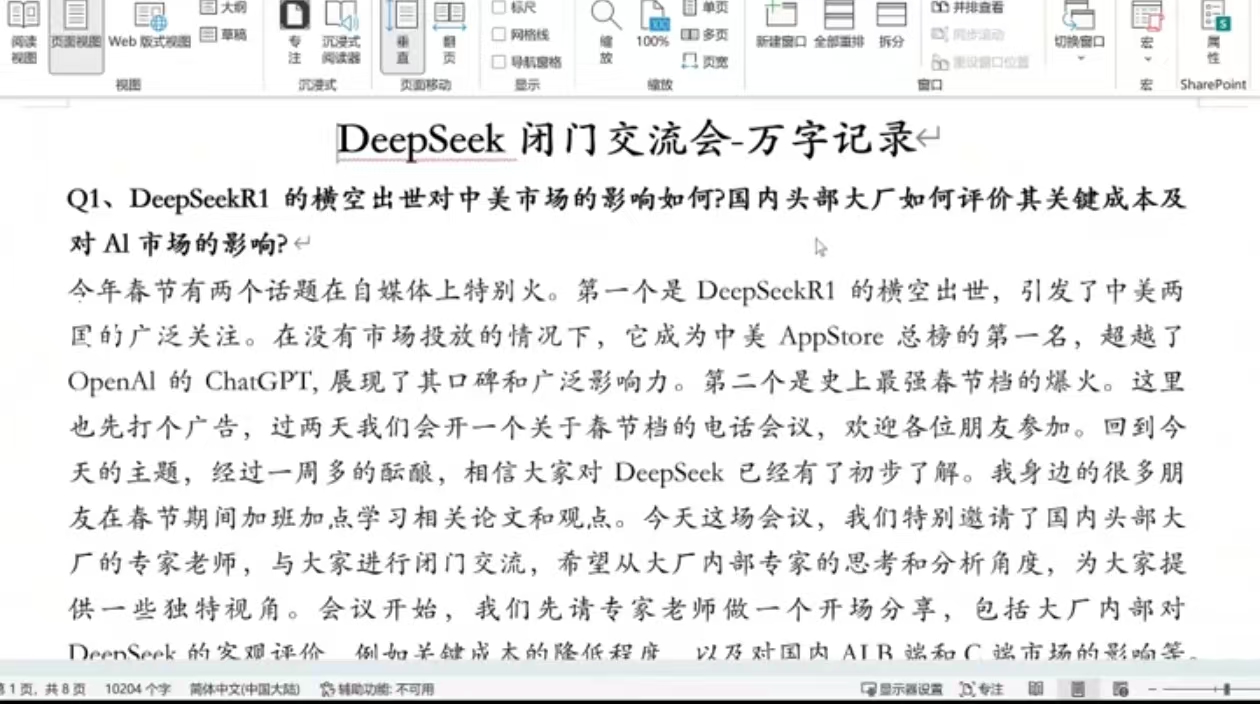 阅读视图 页面视图 Web 版式视图 大纲 草稿 专注 沉浸式阅读器 垂直 翻页 标尺 网格线 导航窗格 缩放 100% 单页 多页 页宽 新建窗口 全部重排 拆分 并排查看 同步滚动 重设窗口位置 切换窗口 宏 属性
视图 沉浸式 页面移动 显示 缩放 窗口 宏 SharePoint
DeepSeek 闭门交流会-万字记录
Q1、DeepSeekR1 的横空出世对中美市场的影响如何?国内头部大厂如何评价其关键成本及
对 Al 市场的影响?
今年春节有两个话题在自媒体上特别火。第一个是 DeepSeekR1 的横空出世，引发了中美两
国的广泛关注。在没有市场投放的情况下，它成为中美 AppStore 总榜的第一名，超越了
OpenAl 的 ChatGPT, 展现了其口碑和广泛影响力。第二个是史上最强春节档的爆火。这里
也先打个广告，过两天我们会开一个关于春节档的电话会议，欢迎各位朋友参加。回到今
天的主题，经过一周多的酝酿，相信大家对 DeepSeek 已经有了初步了解。我身边的很多朋
友在春节期间加班加点学习相关论文和观点。今天这场会议，我们特别邀请了国内头部大
厂的专家老师，与大家进行闭门交流，希望从大厂内部专家的思考和分析角度，为大家提
供一些独特视角。会议开始，我们先请专家老师做一个开场分享，包括大厂内部对
DeepSeek 的客观评价，例如关键成本的降低程度，以及对国内 AI B 端和 C 端市场的影响等。
第 1 页，共 8 页 10204 个字 简体中文(中国大陆) 辅助功能: 不可用 显示器设置 专注